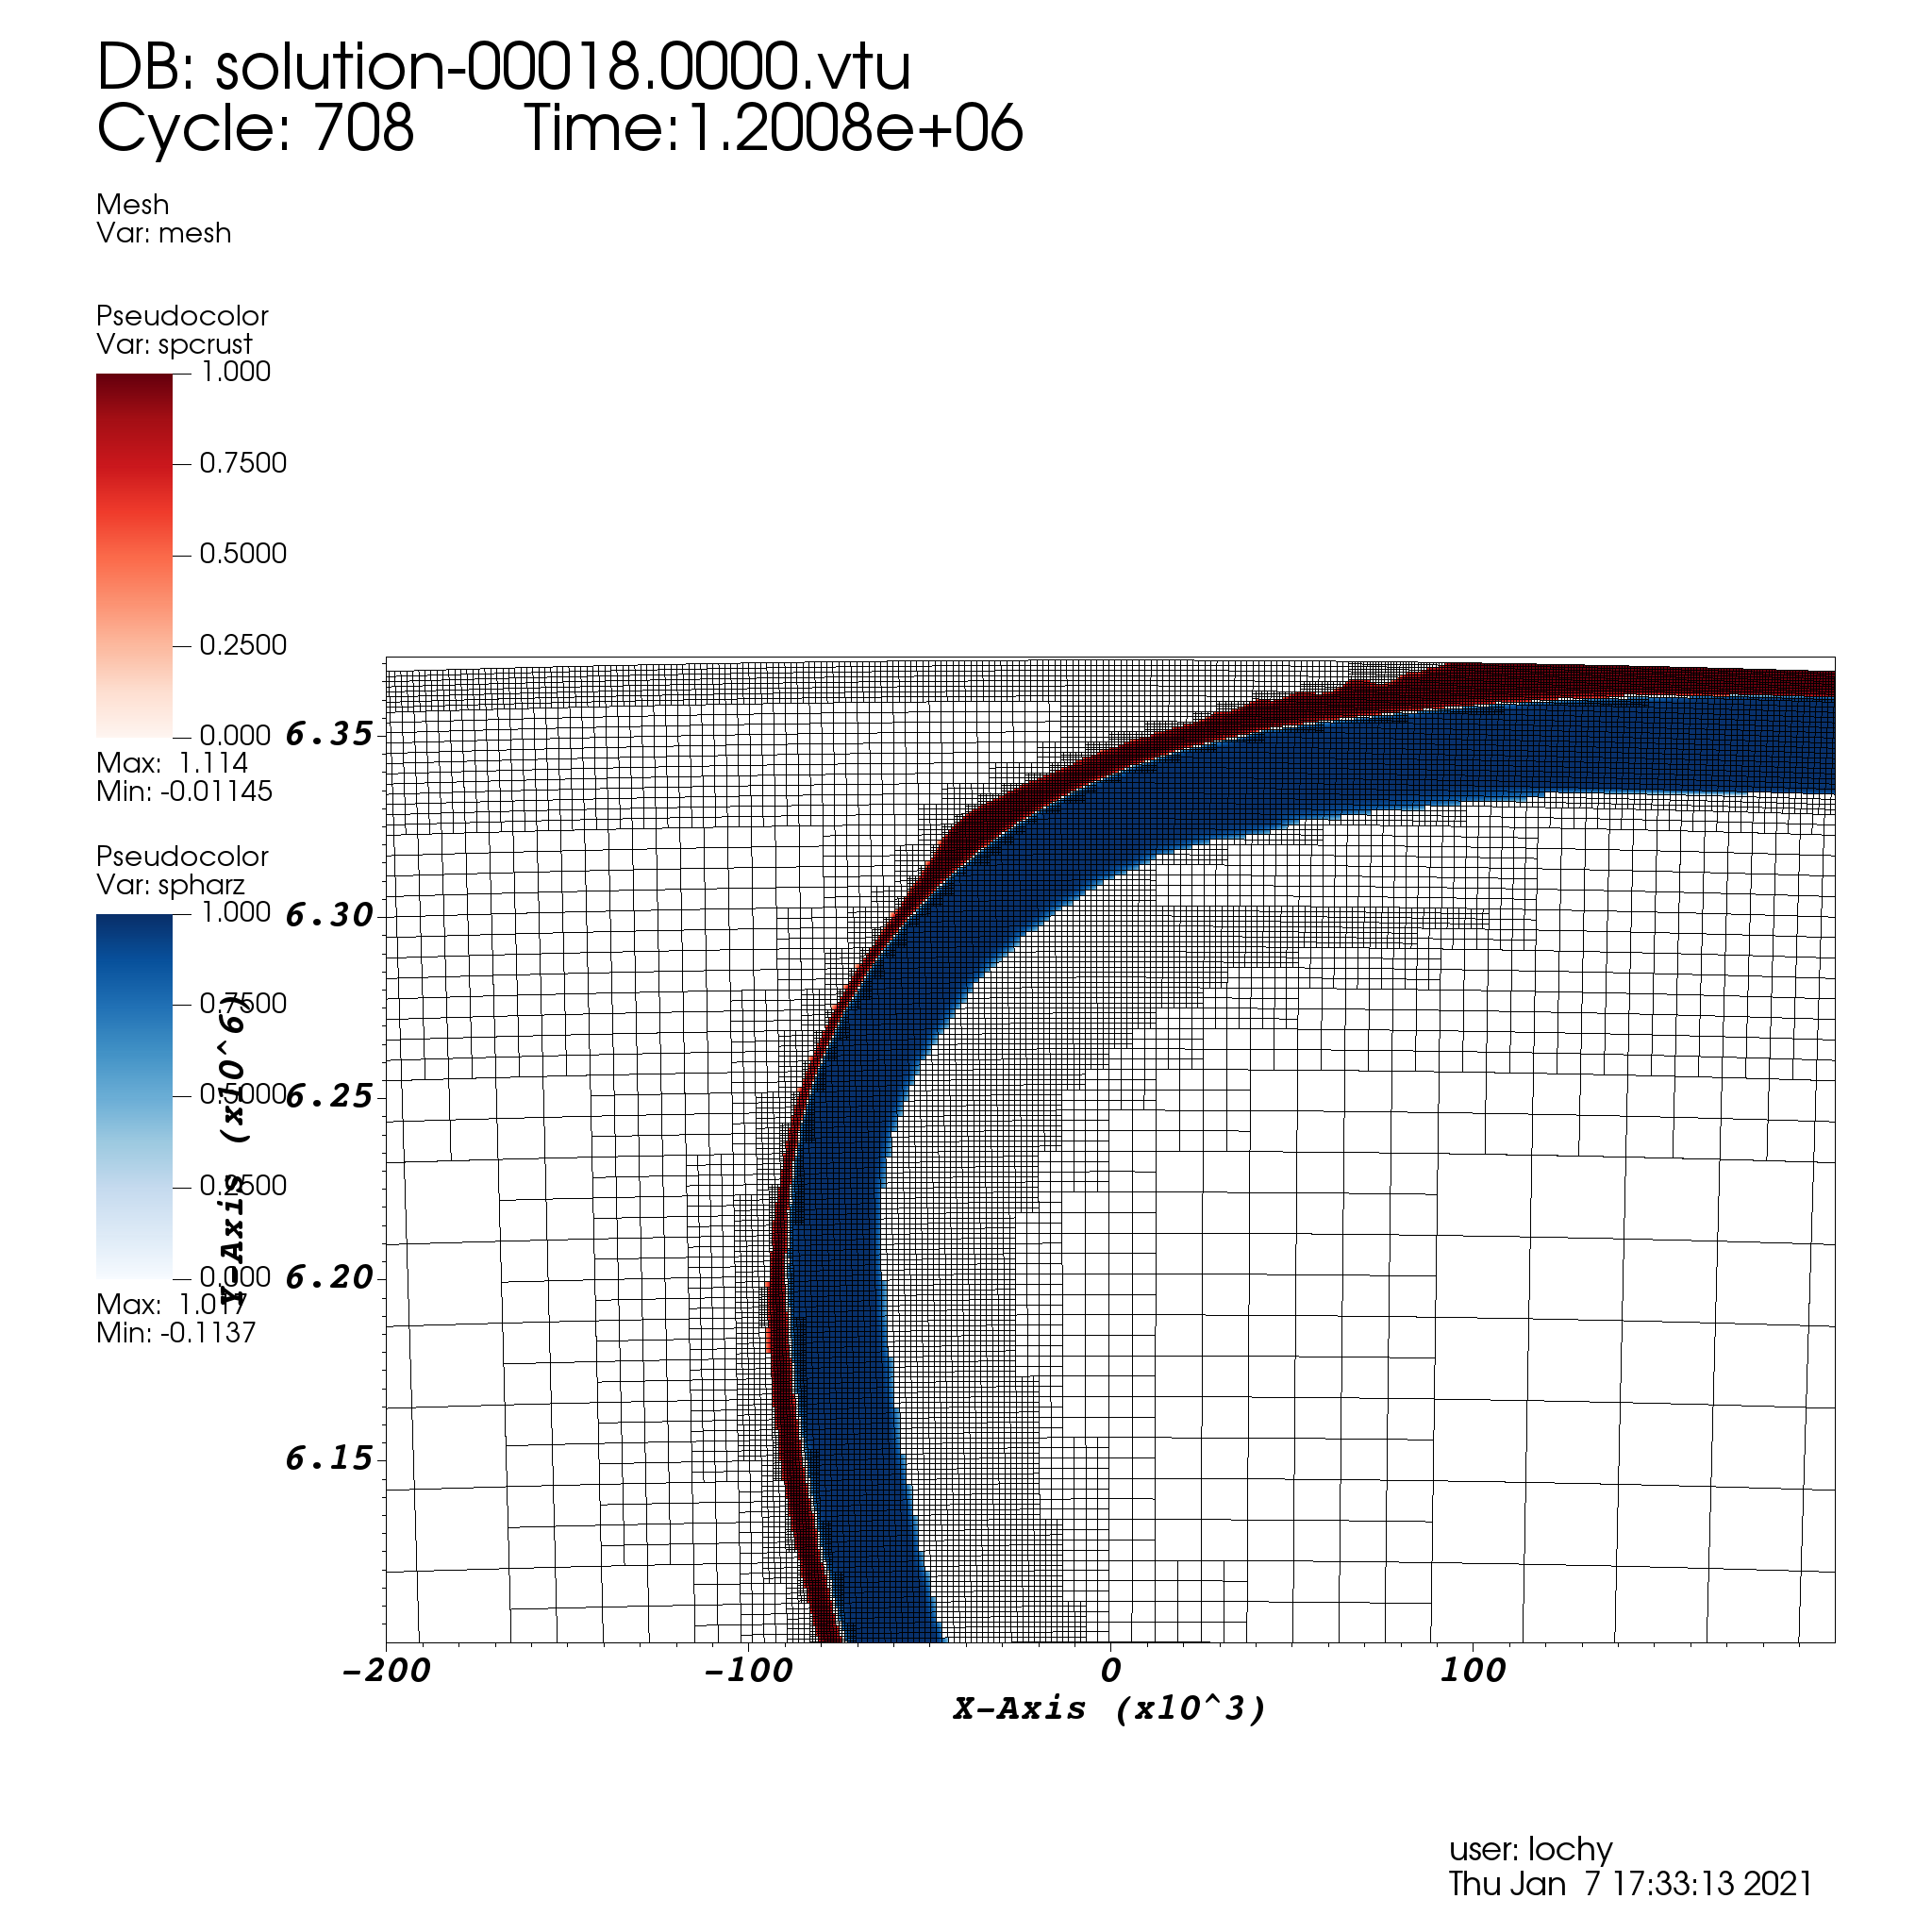 DB: solution-00018.0000.vtu
Cycle: 708 Time:1.2008e+06
Mesh
Var: mesh
Pseudocolor
Var: spcrust
1.000
0.7500
0.5000
0.2500
0.000
Max: 1.114
Min: -0.01145
Pseudocolor
Var: spharz
1.000
0.7500
0.5000
0.2500
0.000
Max: 1.017
Min: -0.1137
Y-Axis (x10^6)
6.35
6.30
6.25
6.20
6.15
-200 -100 0 100
X-Axis (x10^3)
user: lochy
Thu Jan 7 17:33:13 2021